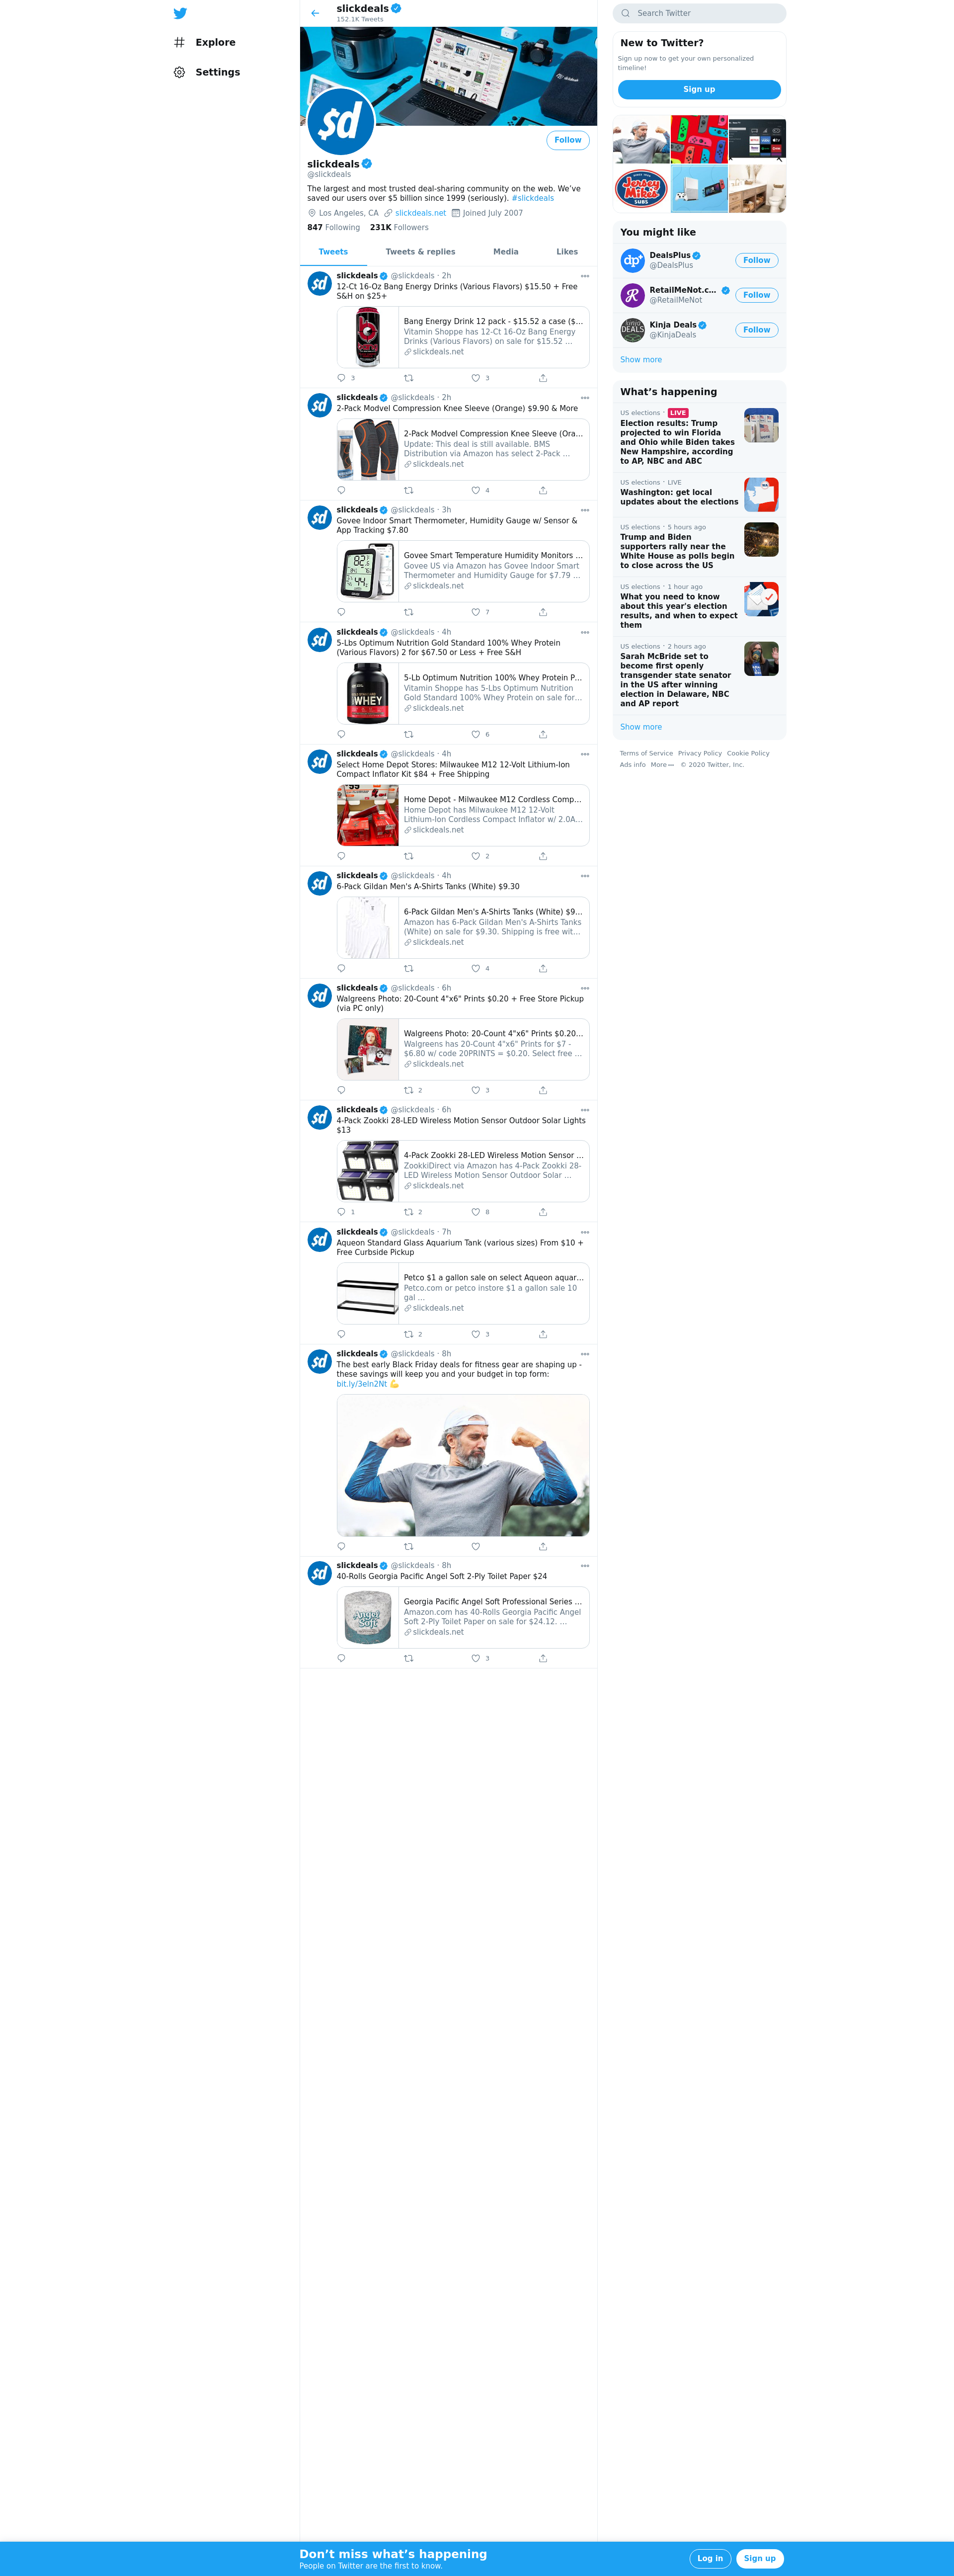 Explore
Settings
slickdeals
152.1K Tweets
$d
Follow
slickdeals
@slickdeals
The largest and most trusted deal-sharing community on the web. We've
saved our users over $5 billion since 1999 (seriously). #slickdeals
Los Angeles, CA slickdeals.net Joined July 2007
847 Following 231K Followers
Tweets Tweets & replies Media Likes
slickdeals @slickdeals · 2h
12-Ct 16-Oz Bang Energy Drinks (Various Flavors) $15.50 + Free
S&H on $25+
Bang Energy Drink 12 pack - $15.52 a case ($...
Vitamin Shoppe has 12-Ct 16-Oz Bang Energy
Drinks (Various Flavors) on sale for $15.52 ...
slickdeals.net
3 3
slickdeals @slickdeals · 2h
2-Pack Modvel Compression Knee Sleeve (Orange) $9.90 & More
2-Pack Modvel Compression Knee Sleeve (Ora...
Update: This deal is still available. BMS
Distribution via Amazon has select 2-Pack ...
slickdeals.net
4
slickdeals @slickdeals · 3h
Govee Indoor Smart Thermometer, Humidity Gauge w/ Sensor &
App Tracking $7.80
Govee Smart Temperature Humidity Monitors ...
Govee US via Amazon has Govee Indoor Smart
Thermometer and Humidity Gauge for $7.79 ...
slickdeals.net
7
slickdeals @slickdeals · 4h
5-Lbs Optimum Nutrition Gold Standard 100% Whey Protein
(Various Flavors) 2 for $67.50 or Less + Free S&H
WHEY
5-Lb Optimum Nutrition 100% Whey Protein P...
Vitamin Shoppe has 5-Lbs Optimum Nutrition
Gold Standard 100% Whey Protein on sale for...
slickdeals.net
6
slickdeals @slickdeals · 4h
Select Home Depot Stores: Milwaukee M12 12-Volt Lithium-Ion
Compact Inflator Kit $84 + Free Shipping
Home Depot - Milwaukee M12 Cordless Comp...
Home Depot has Milwaukee M12 12-Volt
Lithium-Ion Cordless Compact Inflator w/ 2.0A...
slickdeals.net
2
slickdeals @slickdeals · 4h
6-Pack Gildan Men's A-Shirts Tanks (White) $9.30
6-Pack Gildan Men's A-Shirts Tanks (White) $9...
Amazon has 6-Pack Gildan Men's A-Shirts Tanks
(White) on sale for $9.30. Shipping is free wit...
slickdeals.net
4
slickdeals @slickdeals · 6h
Walgreens Photo: 20-Count 4"x6" Prints $0.20 + Free Store Pickup
(via PC only)
Walgreens Photo: 20-Count 4"x6" Prints $0.20...
Walgreens has 20-Count 4"x6" Prints for $7 -
$6.80 w/ code 20PRINTS = $0.20. Select free ...
slickdeals.net
2 3
slickdeals @slickdeals · 6h
4-Pack Zookki 28-LED Wireless Motion Sensor Outdoor Solar Lights
$13
4-Pack Zookki 28-LED Wireless Motion Sensor ...
ZookkiDirect via Amazon has 4-Pack Zookki 28-
LED Wireless Motion Sensor Outdoor Solar ...
slickdeals.net
1 2 8
slickdeals @slickdeals · 7h
Aqueon Standard Glass Aquarium Tank (various sizes) From $10 +
Free Curbside Pickup
Petco $1 a gallon sale on select Aqueon aquar...
Petco.com or petco instore $1 a gallon sale 10
gal ...
slickdeals.net
2 3
slickdeals @slickdeals · 8h
The best early Black Friday deals for fitness gear are shaping up -
these savings will keep you and your budget in top form:
bit.ly/3eln2Nt 💪
slickdeals @slickdeals · 8h
40-Rolls Georgia Pacific Angel Soft 2-Ply Toilet Paper $24
Angel
Soft
Georgia Pacific Angel Soft Professional Series ...
Amazon.com has 40-Rolls Georgia Pacific Angel
Soft 2-Ply Toilet Paper on sale for $24.12. ...
slickdeals.net
3
Search Twitter
New to Twitter?
Sign up now to get your own personalized
timeline!
Sign up
Jersey
Mike's
SUBS
You might like
dp+
DealsPlus
@DealsPlus
Follow
RetailMeNot.c...
@RetailMeNot
Follow
KINJA
DEALS
Kinja Deals
@KinjaDeals
Follow
Show more
What's happening
US elections · LIVE
Election results: Trump
projected to win Florida
and Ohio while Biden takes
New Hampshire, according
to AP, NBC and ABC
US elections · LIVE
Washington: get local
updates about the elections
US elections · 5 hours ago
Trump and Biden
supporters rally near the
White House as polls begin
to close across the US
US elections · 1 hour ago
What you need to know
about this year's election
results, and when to expect
them
US elections · 2 hours ago
Sarah McBride set to
become first openly
transgender state senator
in the US after winning
election in Delaware, NBC
and AP report
Show more
Terms of Service Privacy Policy Cookie Policy
Ads info More © 2020 Twitter, Inc.
Don't miss what's happening
People on Twitter are the first to know.
Log in
Sign up